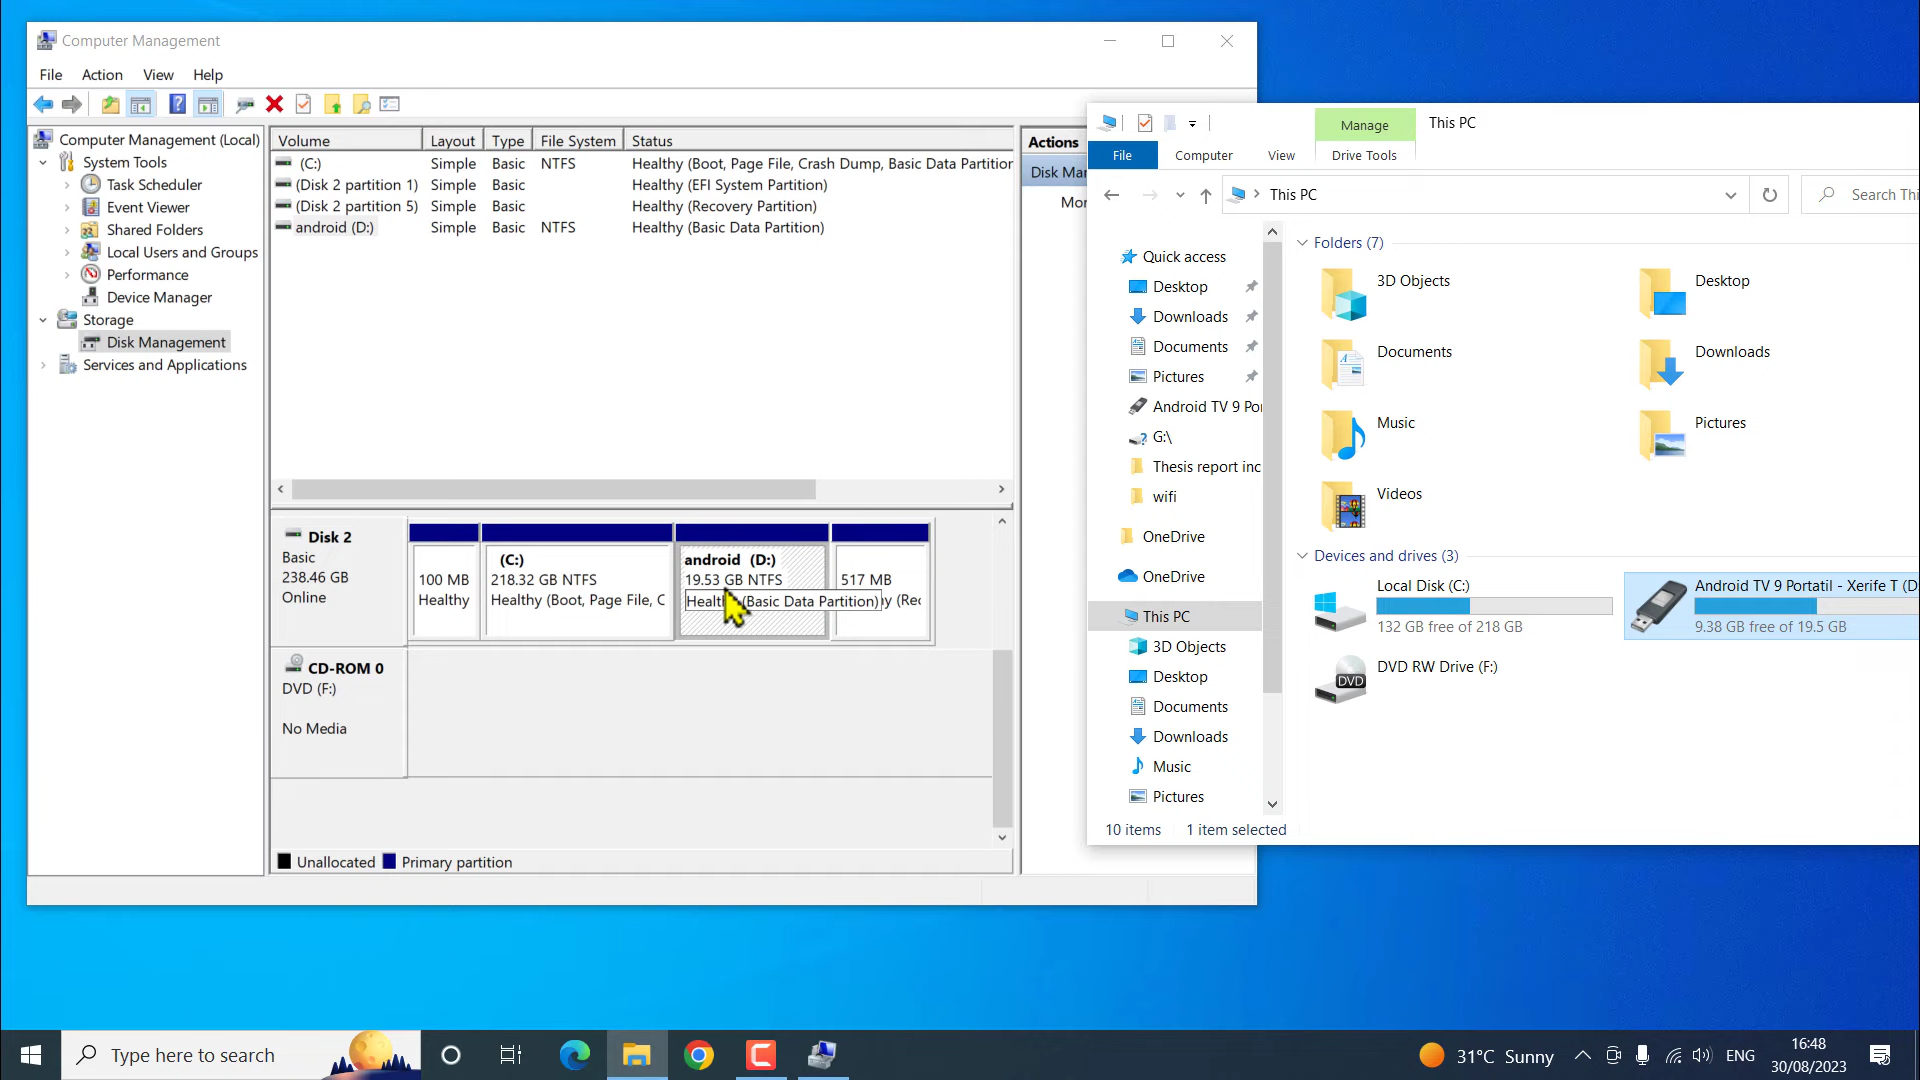 Computer Management
File Action View Help
Computer Management (Local)
System Tools
Task Scheduler
Event Viewer
Shared Folders
Local Users and Groups
Performance
Device Manager
Storage
Disk Management
Services and Applications
Volume Layout Type File System Status
(C:) Simple Basic NTFS Healthy (Boot, Page File, Crash Dump, Basic Data Partition
(Disk 2 partition 1) Simple Basic Healthy (EFI System Partition)
(Disk 2 partition 5) Simple Basic Healthy (Recovery Partition)
android (D:) Simple Basic NTFS Healthy (Basic Data Partition)
Disk 2
Basic
238.46 GB
Online
100 MB
Healthy
(C:)
218.32 GB NTFS
Healthy (Boot, Page File, C
android (D:)
19.53 GB NTFS
Healthy (Basic Data Partition)
517 MB
y (Rec
CD-ROM 0
DVD (F:)
No Media
Unallocated Primary partition
Actions
Disk Mar
Mor
Manage
This PC
File Computer View Drive Tools
This PC
Search Thi
Quick access
Desktop
Downloads
Documents
Pictures
Android TV 9 Por
G:\
Thesis report inc
wifi
OneDrive
OneDrive
This PC
3D Objects
Desktop
Documents
Downloads
Music
Pictures
Folders (7)
3D Objects
Desktop
Documents
Downloads
Music
Pictures
Videos
Devices and drives (3)
Local Disk (C:)
132 GB free of 218 GB
Android TV 9 Portatil - Xerife T (D:
9.38 GB free of 19.5 GB
DVD
DVD RW Drive (F:)
10 items 1 item selected
Type here to search
31°C Sunny
ENG
16:48
30/08/2023